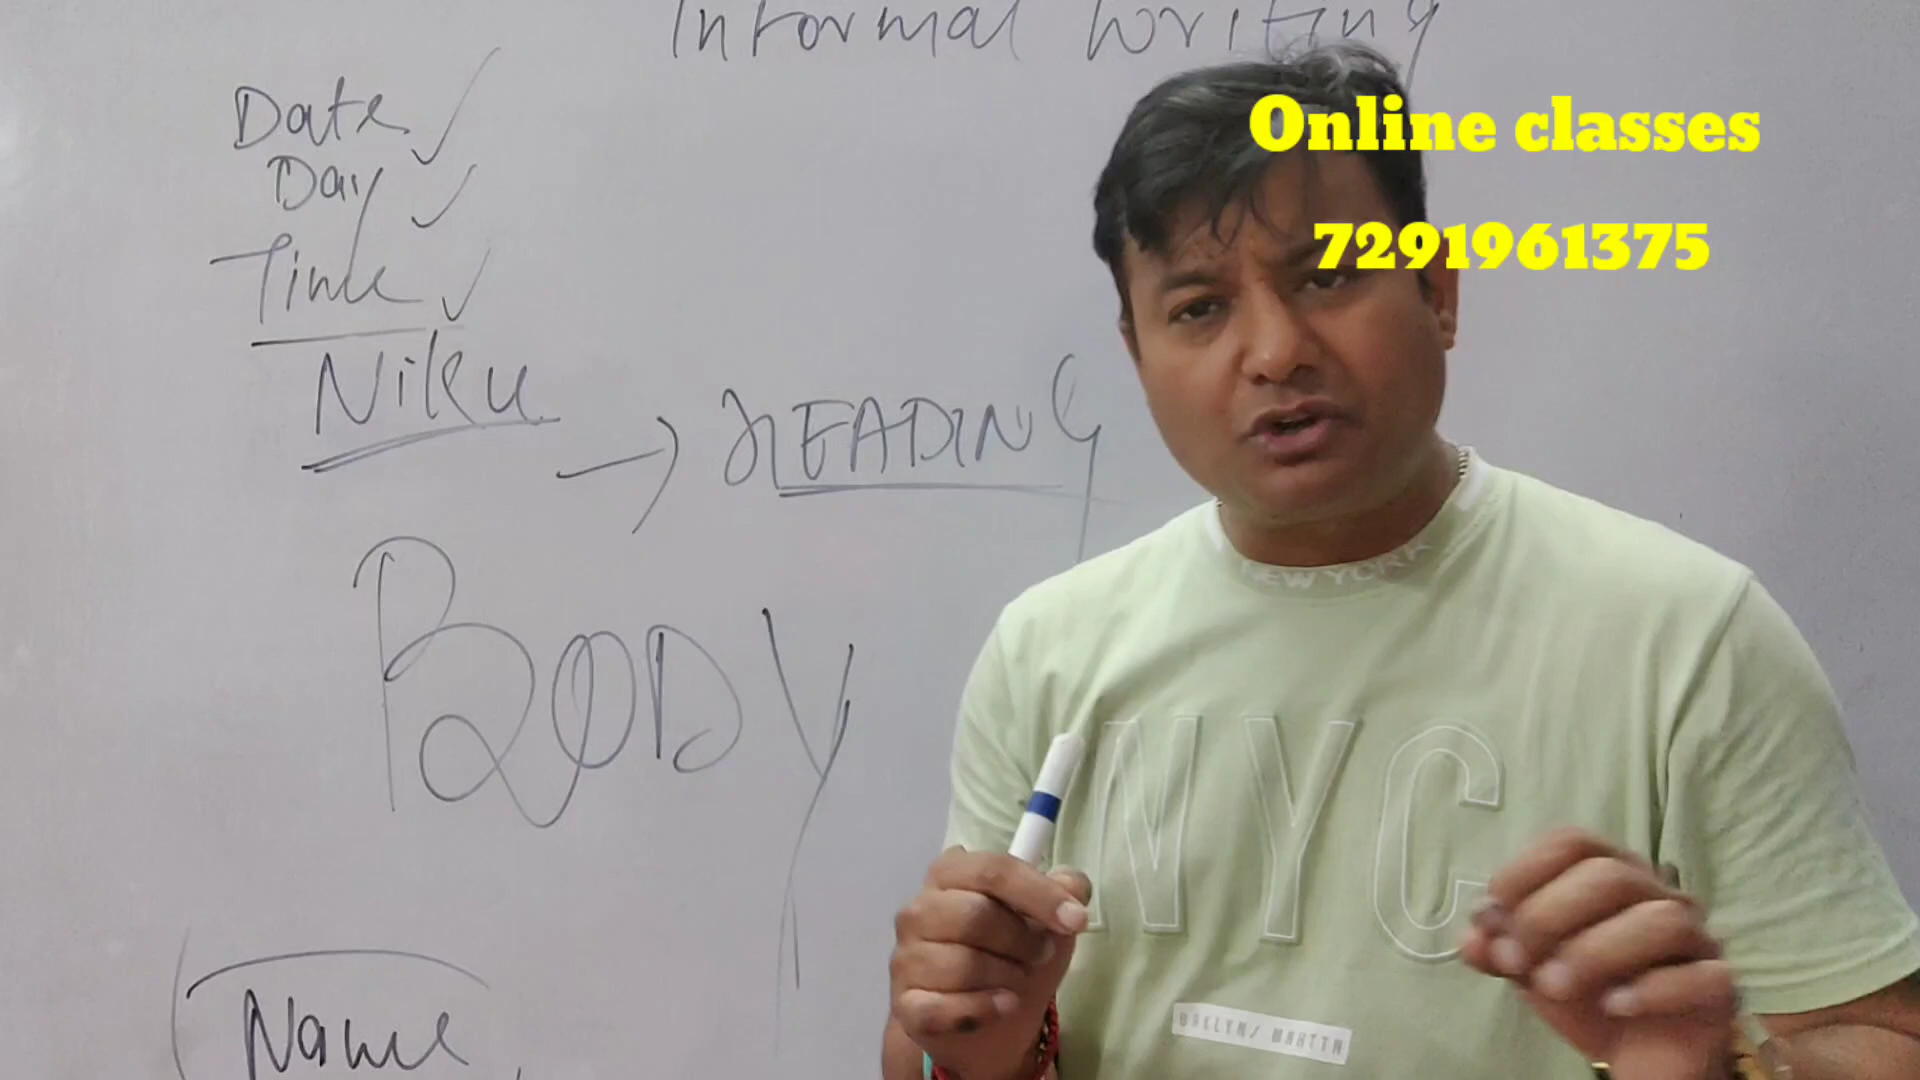 Informal Writing
Date
Day
Time
Niku
HEADING
BODY
Name
Online classes
7291961375
NEW YORK
NYC